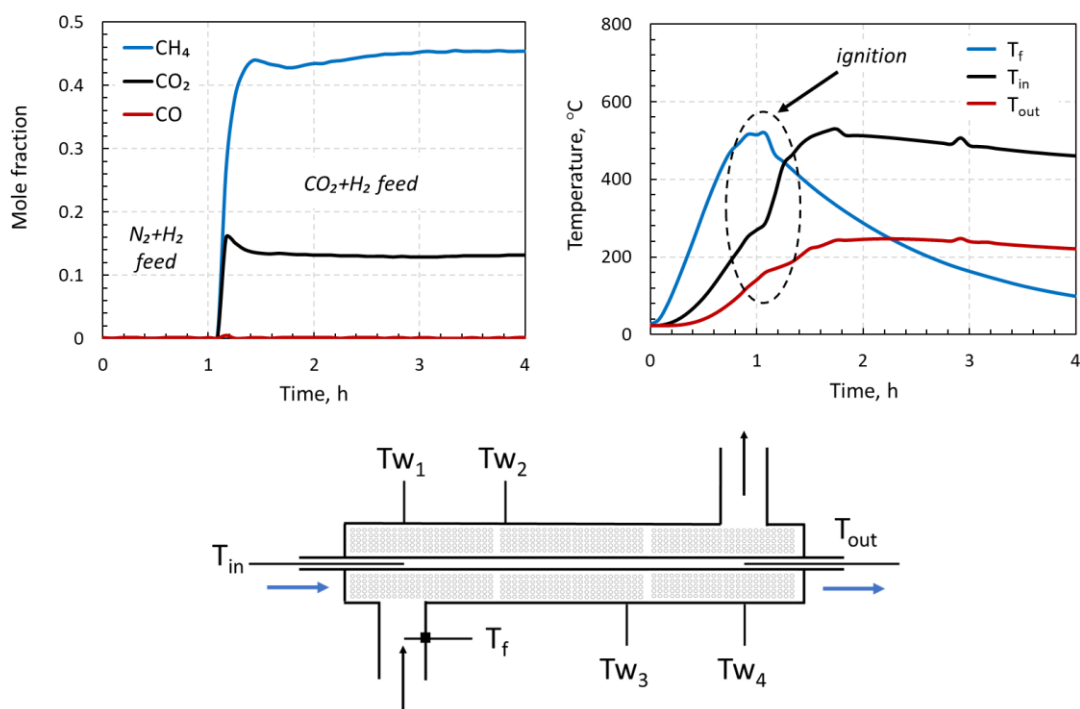 0.5
0.4
0.3
0.2
0.1
0
Mole fraction
CH₄
CO₂
CO
CO₂+H₂ feed
N₂+H₂
feed
0 1 2 3 4
Time, h
800
600
400
200
0
Temperature, °C
ignition
T_f
T_in
T_out
0 1 2 3 4
Time, h
Tw₁ Tw₂
T_in
T_out
T_f
Tw₃ Tw₄